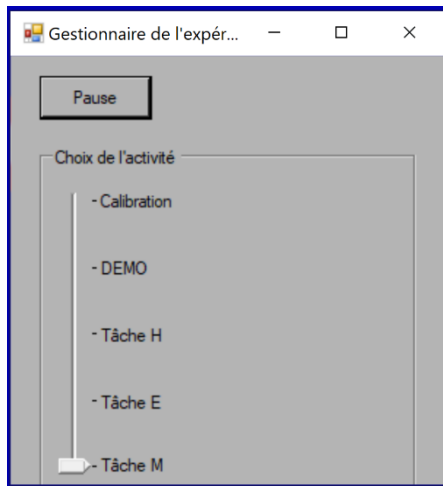 Gestionnaire de l'expér...
Pause
Choix de l'activité
- Calibration
- DEMO
- Tâche H
- Tâche E
- Tâche M